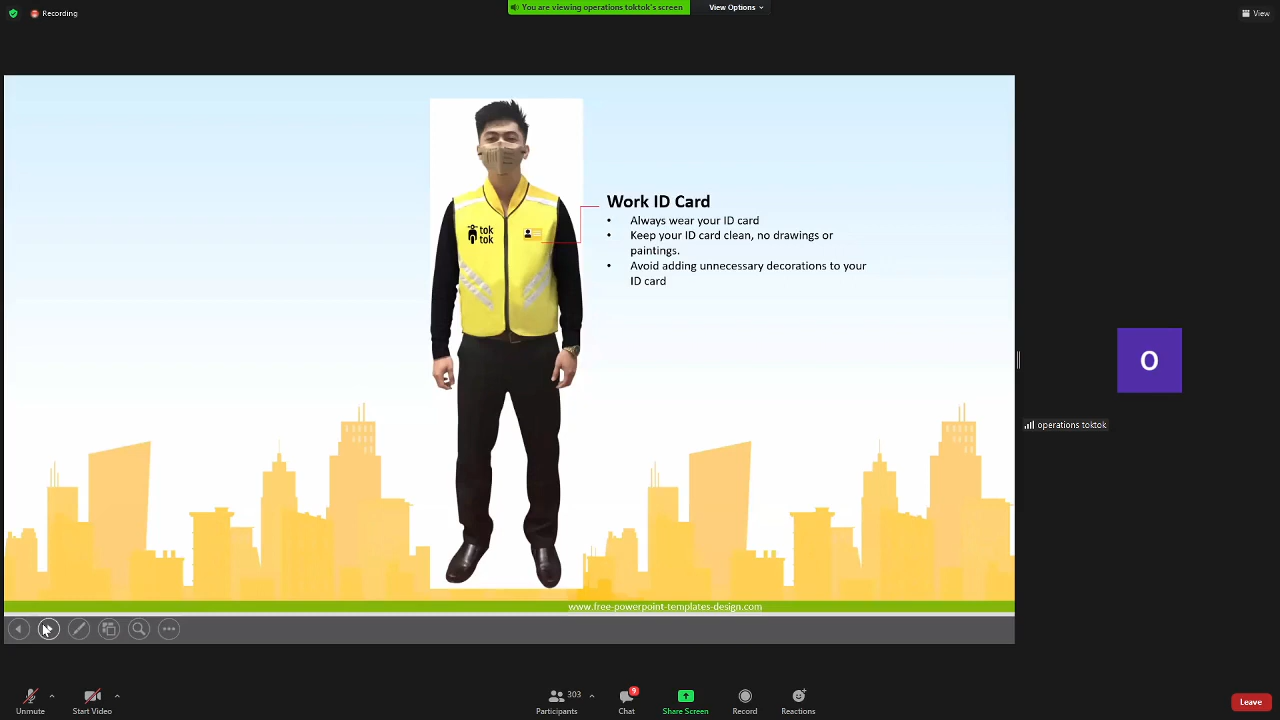 Recording
You are viewing operations toktok's screen
View Options
View
Work ID Card
• Always wear your ID card
• Keep your ID card clean, no drawings or
paintings.
• Avoid adding unnecessary decorations to your
ID card
tok
tok
O
operations toktok
www.free-powerpoint-templates-design.com
Unmute
Start Video
303
Participants
9
Chat
Share Screen
Record
Reactions
Leave